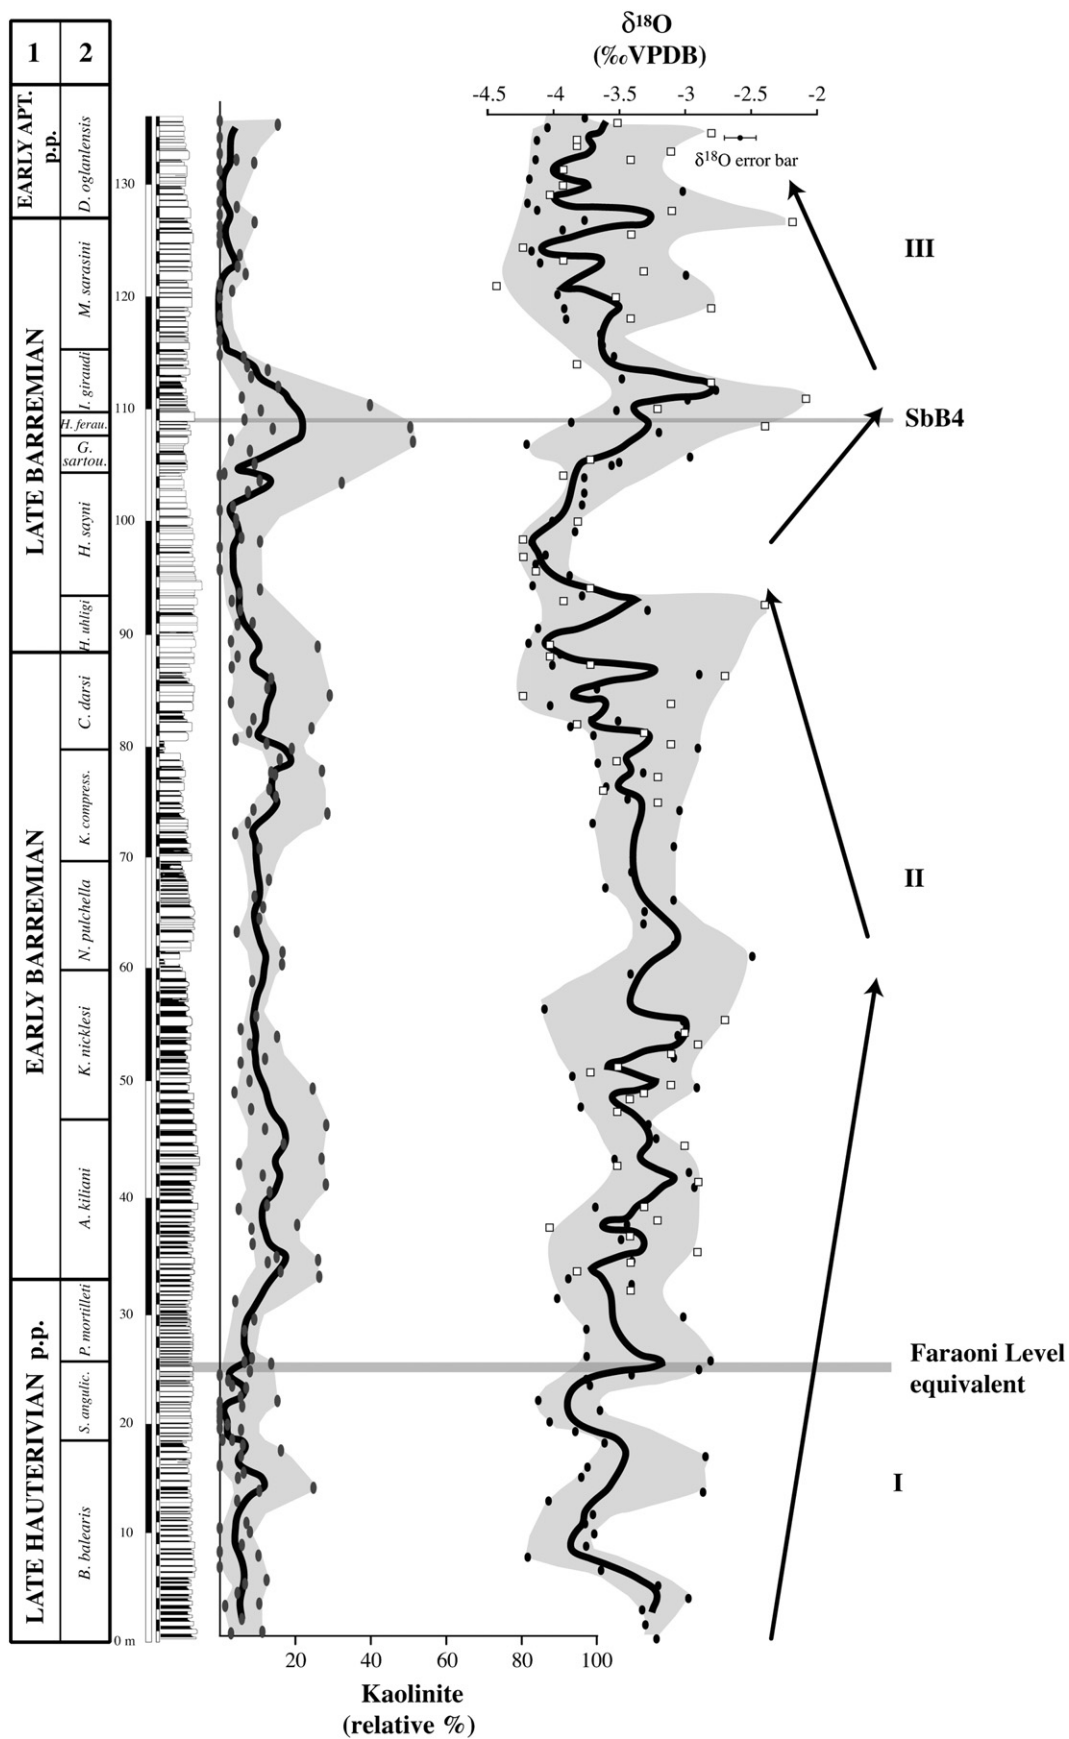 δ18O
(‰VPDB)
1 2
-4.5 -4 -3.5 -3 -2.5 -2
δ18O error bar
EARLY APT.
p.p.
LATE BARREMIAN
EARLY BARREMIAN
LATE HAUTERIVIAN p.p.
D. oglanlensis
M. sarasini
I. giraudi
H. ferau.
G.
sartou.
H. sayni
H. uhligi
C. darsi
K. compress.
N. pulchella
K. nicklesi
A. kiliani
P. mortilleti
S. angulic.
B. balearis
130
120
110
100
90
80
70
60
50
40
30
20
10
0 m
III
SbB4
II
Faraoni Level
equivalent
I
20 40 60 80 100
Kaolinite
(relative %)